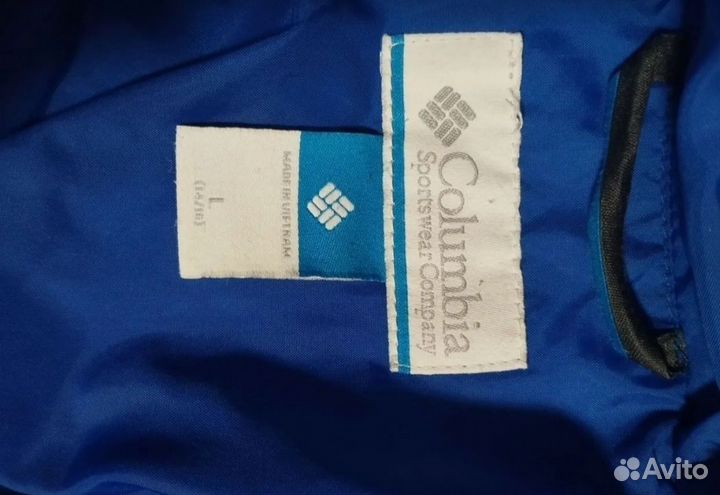 Columbia
Sportswear Company
MADE IN VIETNAM
L
(14/16)
Avito